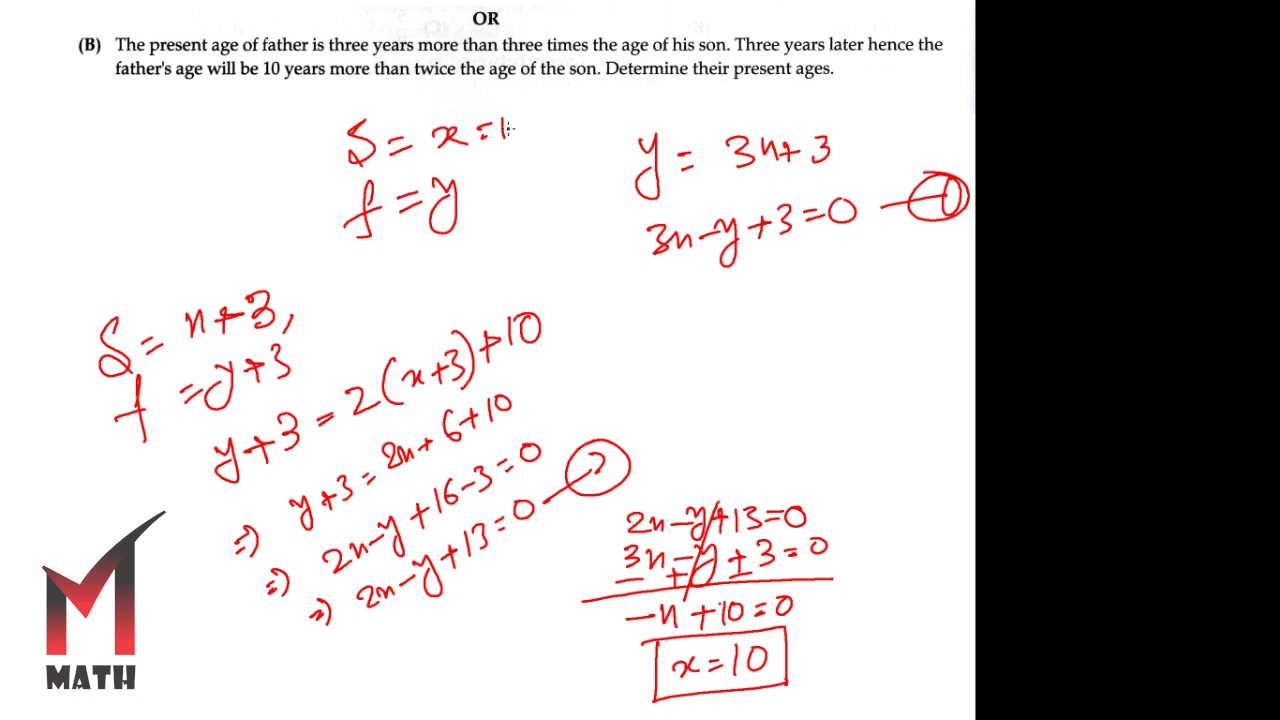 OR
(B) The present age of father is three years more than three times the age of his son. Three years later hence the
father's age will be 10 years more than twice the age of the son. Determine their present ages.
S = x = 1
f = y
y = 3x + 3
3x - y + 3 = 0 — 1
S = x + 3,
f = y + 3
y + 3 = 2(x + 3) + 10
=) y + 3 = 2x + 6 + 10
=) 2x - y + 16 - 3 = 0
=) 2x - y + 13 = 0 — 2
2x - y + 13 = 0
3x - y + 3 = 0
- + -
-x + 10 = 0
x = 10
MATH